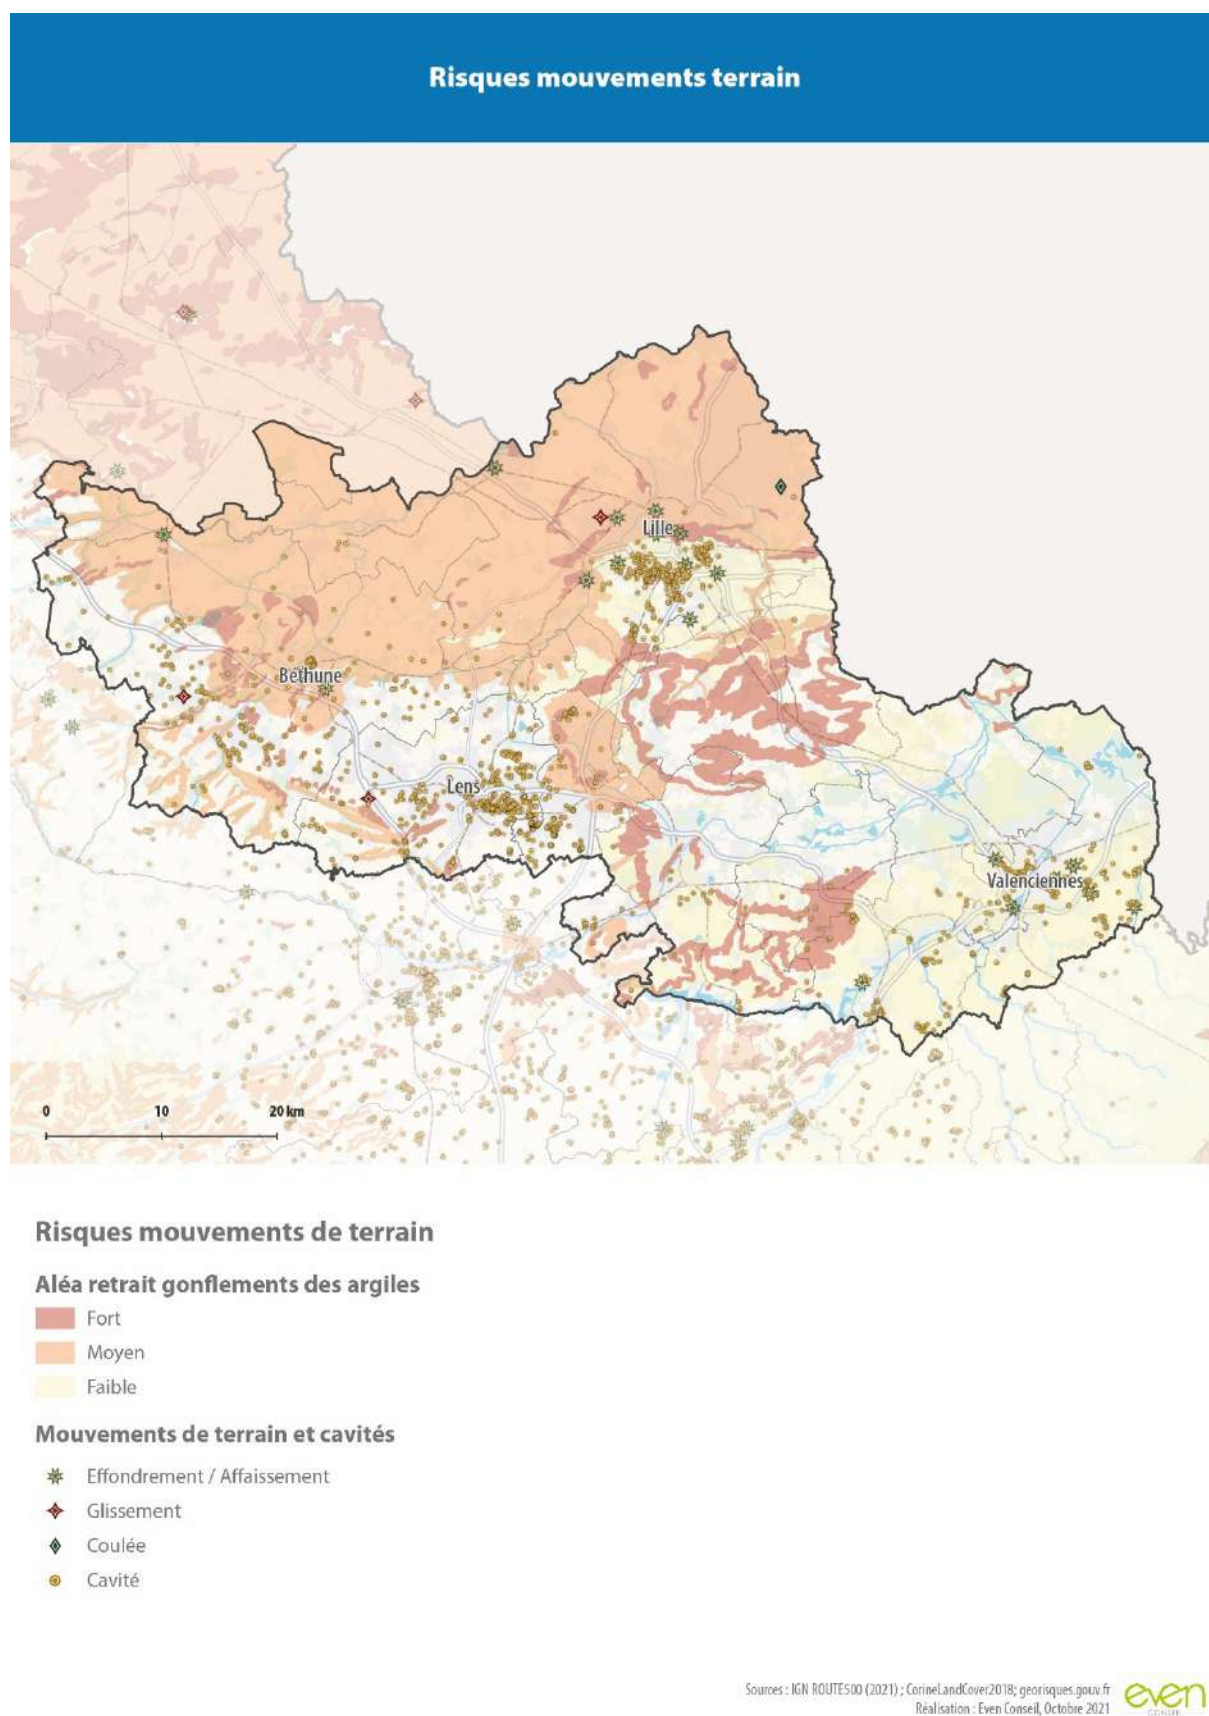 Risques mouvements terrain
Lille
Béthune
Lens
Valenciennes
0 10 20 km
Risques mouvements de terrain
Aléa retrait gonflements des argiles
Fort
Moyen
Faible
Mouvements de terrain et cavités
Effondrement / Affaissement
Glissement
Coulée
Cavité
Sources : IGN ROUTE500 (2021) ; CorineLandCover2018; georisques.gouv.fr
Réalisation : Even Conseil, Octobre 2021
even
CONSEIL